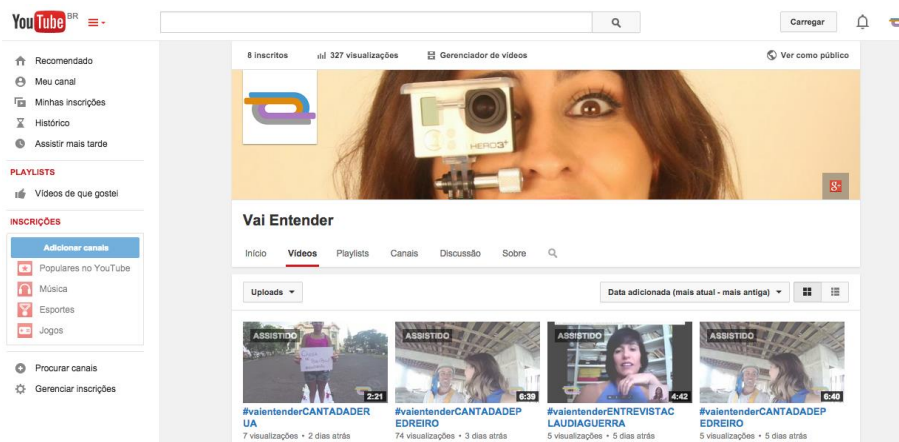 YouTube BR
Carregar
Recomendado
Meu canal
Minhas inscrições
Histórico
Assistir mais tarde
PLAYLISTS
Vídeos de que gostei
INSCRIÇÕES
Adicionar canais
Populares no YouTube
Música
Esportes
Jogos
Procurar canais
Gerenciar inscrições
8 inscritos 327 visualizações Gerenciador de vídeos Ver como público
HERO3+
8+
Vai Entender
Início Vídeos Playlists Canais Discussão Sobre
Uploads Data adicionada (mais atual - mais antiga)
ASSISTIDO ASSISTIDO ASSISTIDO ASSISTIDO
2:21 6:39 4:42 6:40
#vaientenderCANTADADER #vaientenderCANTADADEP #vaientenderENTREVISTAC #vaientenderCANTADADEP
UA EDREIRO LAUDIAGUERRA EDREIRO
7 visualizações • 2 dias atrás 74 visualizações • 3 dias atrás 5 visualizações • 5 dias atrás 5 visualizações • 5 dias atrás